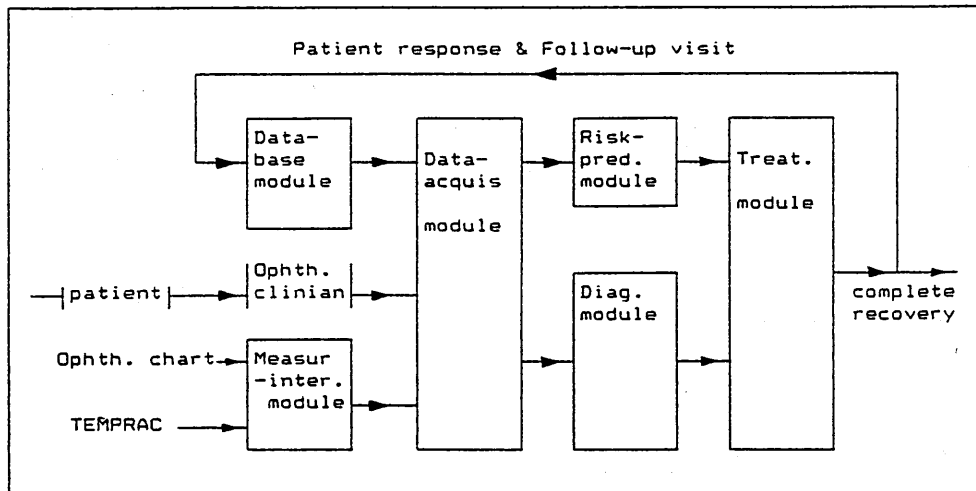 Patient response & Follow-up visit
Data-
base
module
Data-
acquis
module
Risk-
pred.
module
Treat.
module
patient
Ophth.
clinian
Diag.
module
complete
recovery
Ophth. chart
Measur
-inter.
module
TEMPRAC